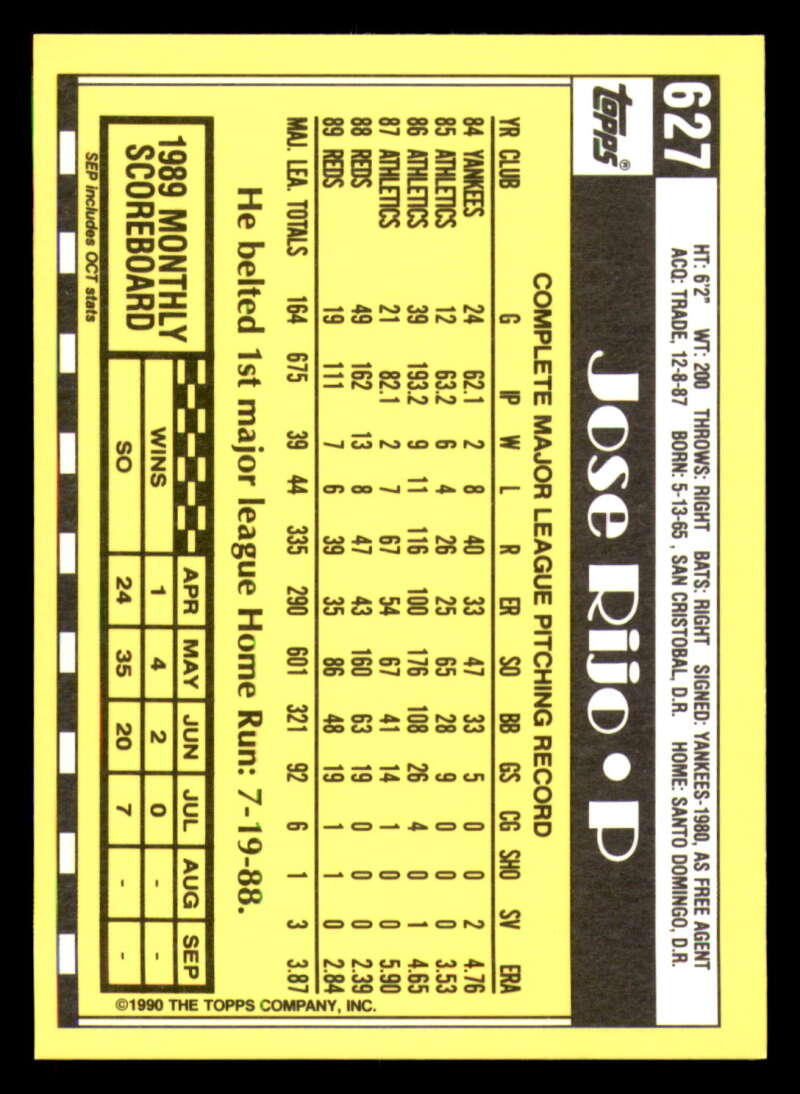 627
HT: 6'2" WT: 200 THROWS: RIGHT BATS: RIGHT SIGNED: YANKEES-1980, AS FREE AGENT
ACQ: TRADE, 12-8-87 BORN: 5-13-65 , SAN CRISTOBAL, D.R. HOME: SANTO DOMINGO, D.R.
topps®
Jose Rijo • P
COMPLETE MAJOR LEAGUE PITCHING RECORD
YR CLUB G IP W L R ER SO BB GS CG SHO SV ERA
84 YANKEES 24 62.1 2 8 40 33 47 33 5 0 0 2 4.76
85 ATHLETICS 12 63.2 6 4 26 25 65 28 9 0 0 0 3.53
86 ATHLETICS 39 193.2 9 11 116 100 176 108 26 4 0 1 4.65
87 ATHLETICS 21 82.1 2 7 67 54 67 41 14 1 0 0 5.90
88 REDS 49 162 13 8 47 43 160 63 19 0 0 0 2.39
89 REDS 19 111 7 6 39 35 86 48 19 1 1 0 2.84
MAJ. LEA. TOTALS 164 675 39 44 335 290 601 321 92 6 1 3 3.87
He belted 1st major league Home Run: 7-19-88.
1989 MONTHLY
SCOREBOARD
SEP includes OCT stats
APR MAY JUN JUL AUG SEP
WINS 1 4 2 0 - -
SO 24 35 20 7 - -
©1990 THE TOPPS COMPANY, INC.